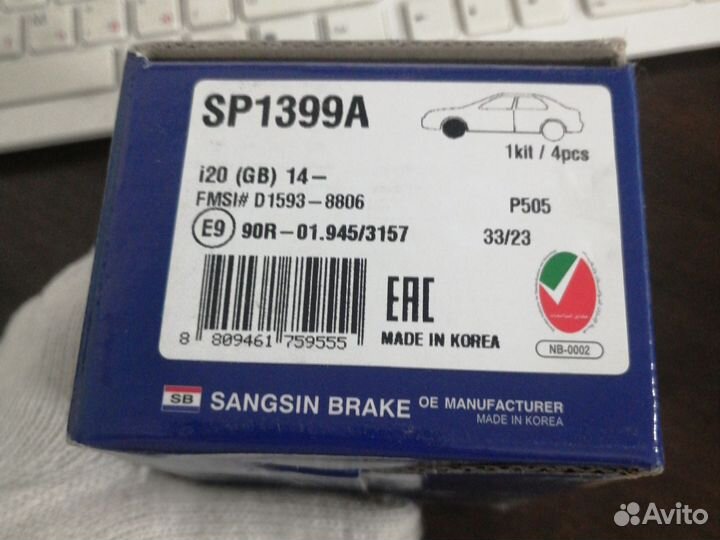 SP1399A
1kit / 4pcs
i20 (GB) 14-
FMSI# D1593-8806
P505
E9 90R-01.945/3157
33/23
8 809461 759555
EAC
MADE IN KOREA
NB-0002
SB SANGSIN BRAKE OE MANUFACTURER
MADE IN KOREA
Avito